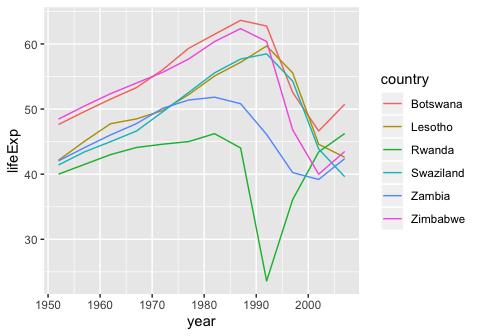 60
50
40
30
lifeExp
1950 1960 1970 1980 1990 2000
year
country
Botswana
Lesotho
Rwanda
Swaziland
Zambia
Zimbabwe